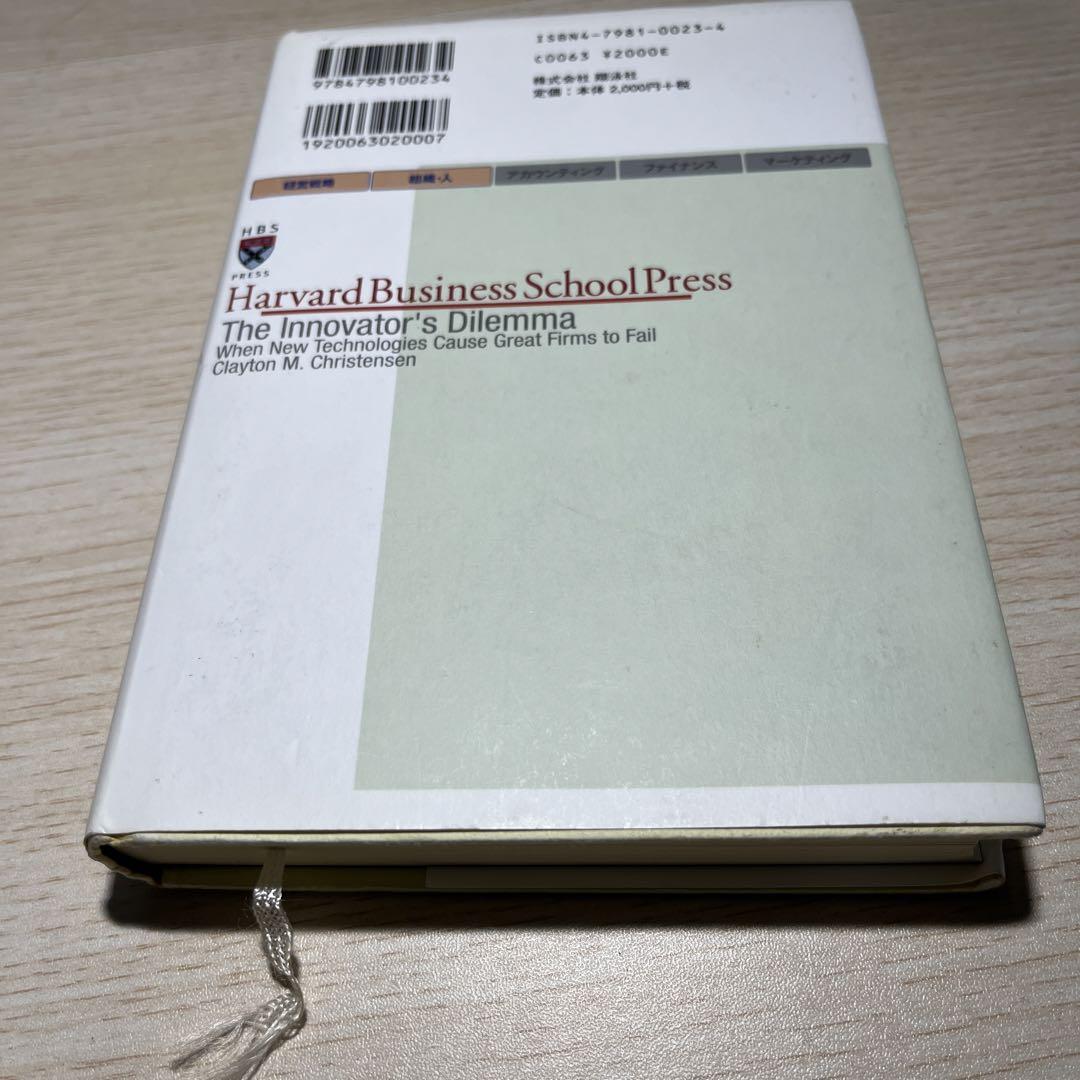 9784798100234
1920063020007
ISBN4-7981-0023-4
C0063 ¥2000E
株式会社 翔泳社
定価：本体 2,000円+税
経営戦略
組織・人
アカウンティング
ファイナンス
マーケティング
HBS
PRESS
Harvard Business School Press
The Innovator's Dilemma
When New Technologies Cause Great Firms to Fail
Clayton M. Christensen